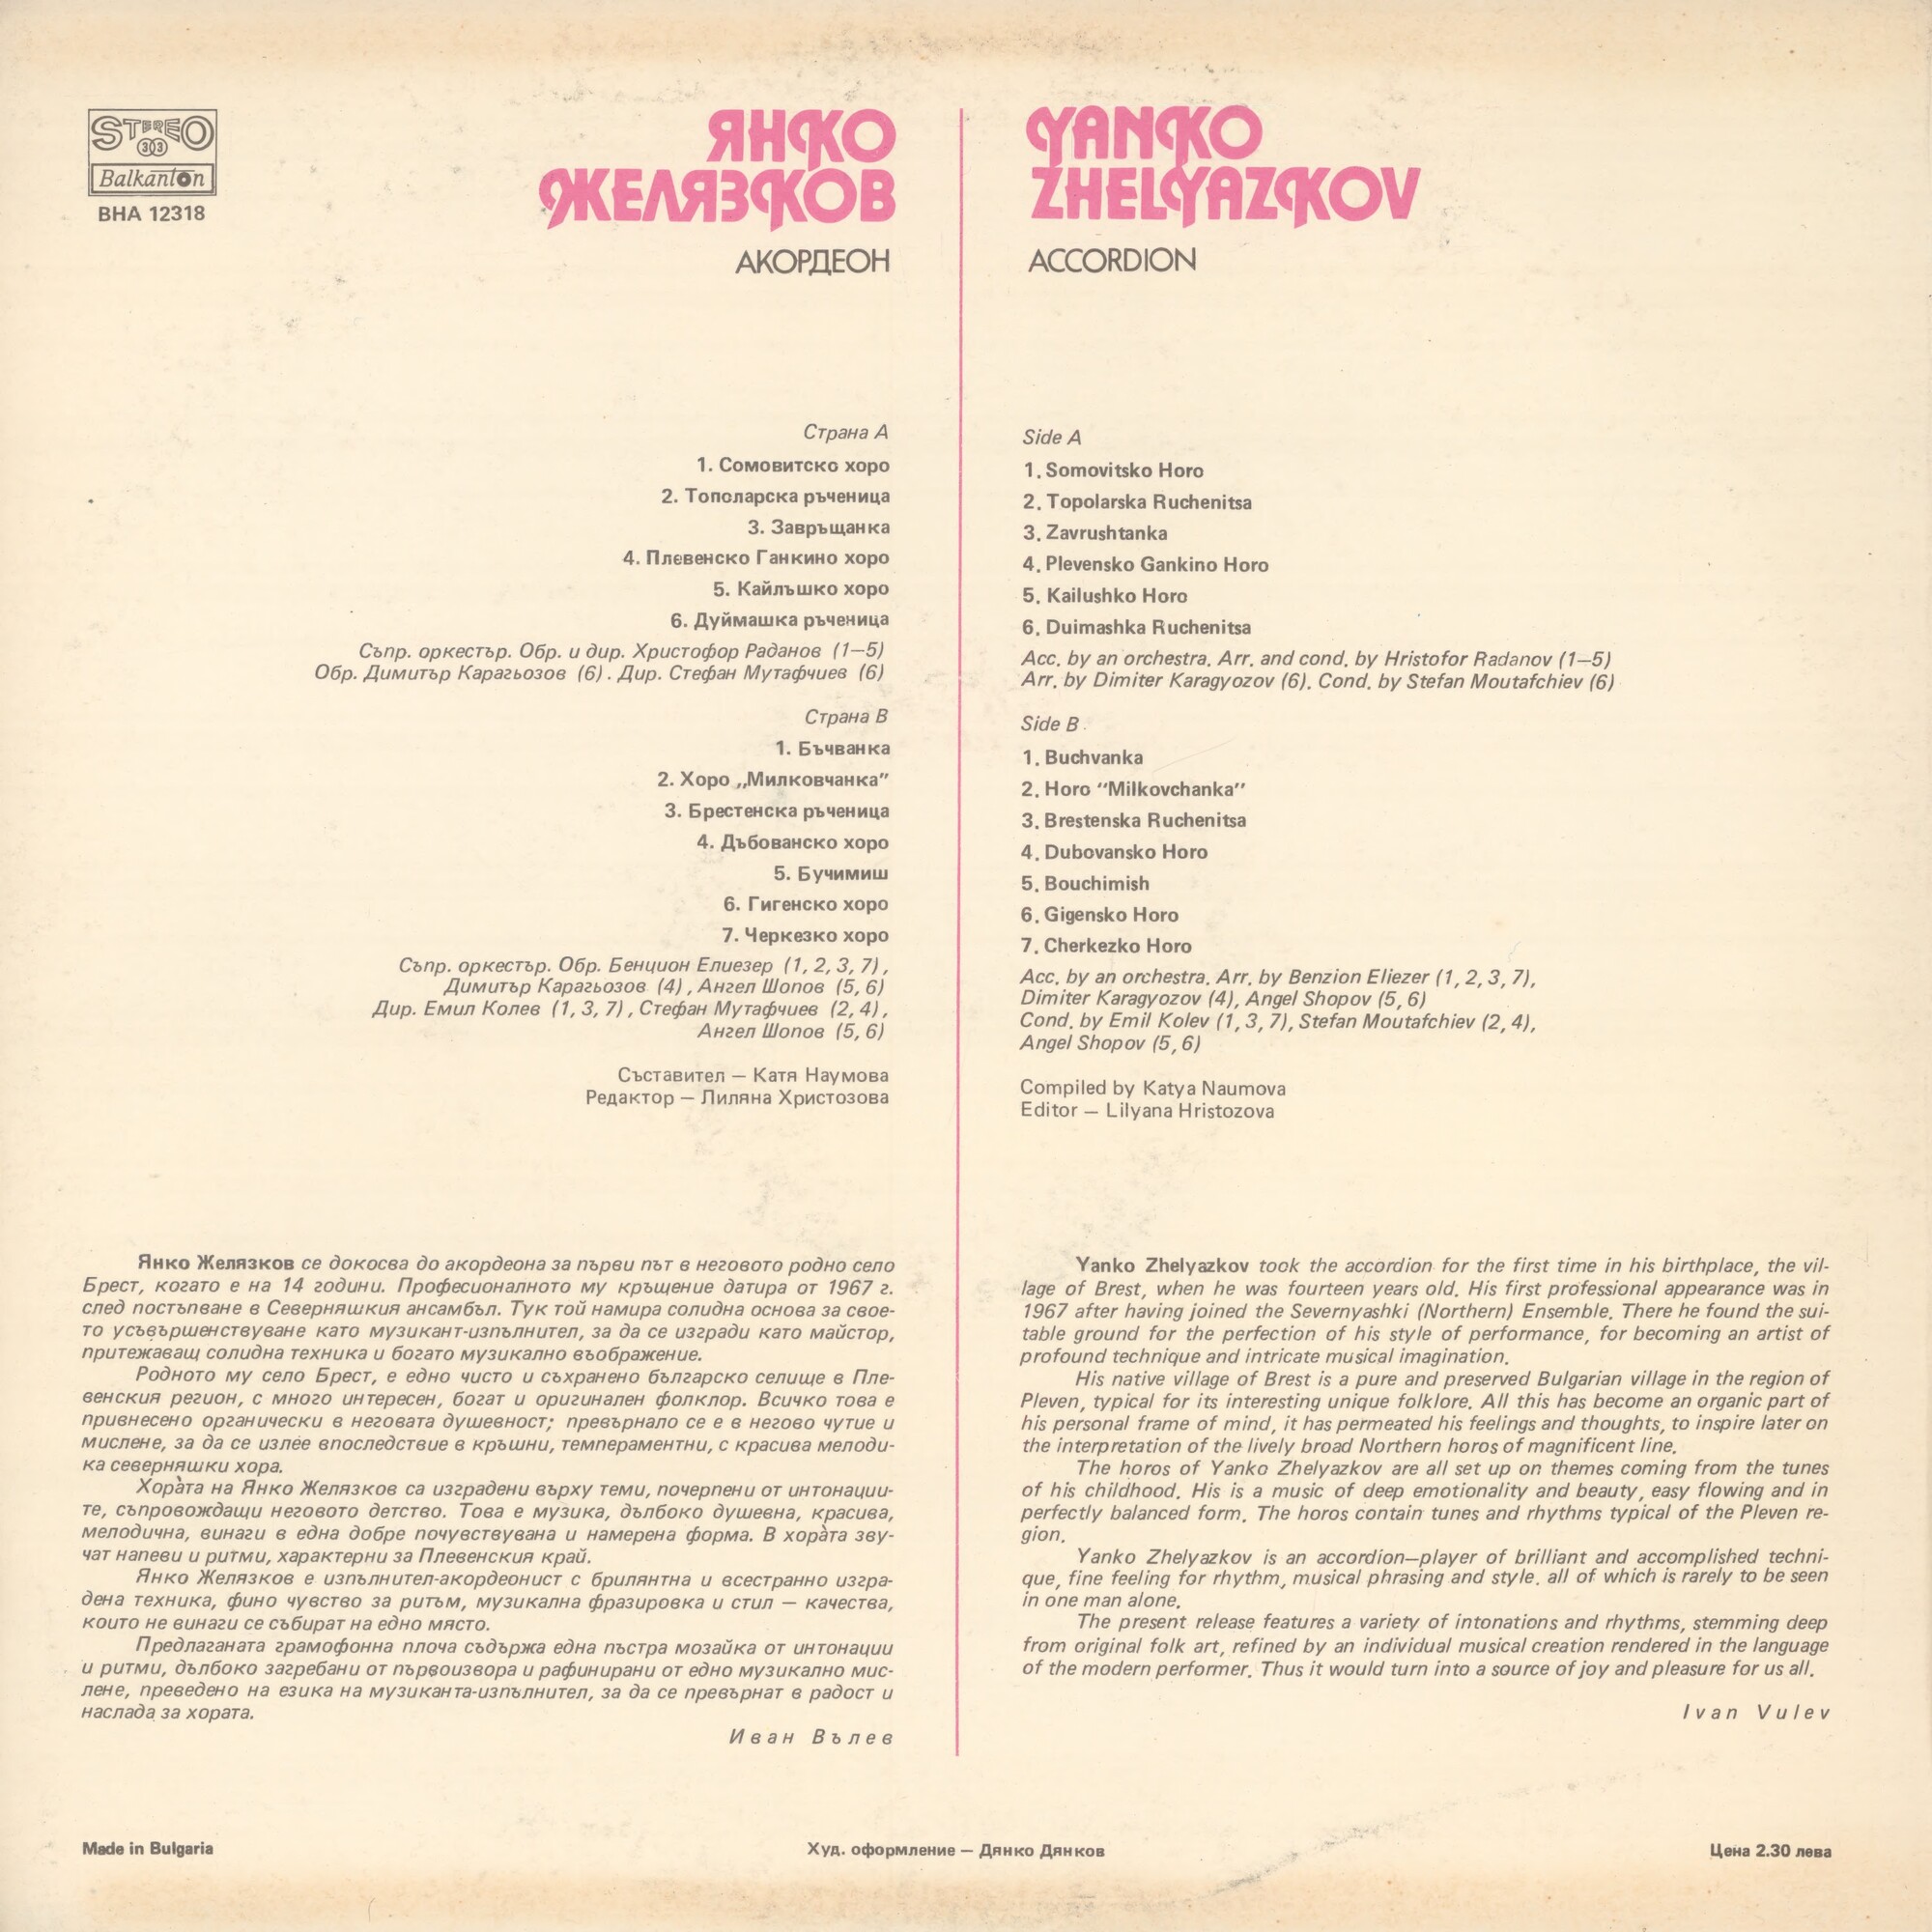 STEREO
33
Balkanton
ВНА 12318
ЯНКО
ЖЕЛЯЗКОВ
АКОРДЕОН
Страна А
1. Сомовитско хоро
2. Тополарска ръченица
3. Завръщанка
4. Плевенско Ганкино хоро
5. Кайлъшко хоро
6. Дуймашка ръченица
Съпр. оркестър. Обр. и дир. Христофор Раданов (1—5)
Обр. Димитър Карагьозов (6). Дир. Стефан Мутафчиев (6)
Страна В
1. Бъчванка
2. Хоро „Милковчанка”
3. Брестенска ръченица
4. Дъбованско хоро
5. Бучимиш
6. Гигенско хоро
7. Черкезко хоро
Съпр. оркестър. Обр. Бенцион Елиезер (1, 2, 3, 7),
Димитър Карагьозов (4), Ангел Шопов (5, 6)
Дир. Емил Колев (1, 3, 7), Стефан Мутафчиев (2, 4),
Ангел Шопов (5, 6)
Съставител — Катя Наумова
Редактор — Лиляна Христозова
Янко Желязков се докосва до акордеона за първи път в неговото родно село
Брест, когато е на 14 години. Професионалното му кръщение датира от 1967 г.
след постъпване в Северняшкия ансамбъл. Тук той намира солидна основа за свое-
то усъвършенствуване като музикант-изпълнител, за да се изгради като майстор,
притежаващ солидна техника и богато музикално въображение.
Родното му село Брест, е едно чисто и съхранено българско селище в Пле-
венския регион, с много интересен, богат и оригинален фолклор. Всичко това е
привнесено органически в неговата душевност; превърнало се е в негово чутие и
мислене, за да се излее впоследствие в кръшни, темпераментни, с красива мелоди-
ка северняшки хора.
Хора̀та на Янко Желязков са изградени върху теми, почерпени от интонации-
те, съпровождащи неговото детство. Това е музика, дълбоко душевна, красива,
мелодична, винаги в една добре почувствувана и намерена форма. В хора̀та зву-
чат напеви и ритми, характерни за Плевенския край.
Янко Желязков е изпълнител-акордеонист с брилянтна и всестранно изгра-
дена техника, фино чувство за ритъм, музикална фразировка и стил — качества,
които не винаги се събират на едно място.
Предлаганата грамофонна плоча съдържа една пъстра мозайка от интонации
и ритми, дълбоко загребани от първоизвора и рафинирани от едно музикално мис-
лене, преведено на езика на музиканта-изпълнител, за да се превърнат в радост и
наслада за хората.
Иван Вълев
YANKO
ZHELYAZKOV
ACCORDION
Side A
1. Somovitsko Horo
2. Topolarska Ruchenitsa
3. Zavrushtanka
4. Plevensko Gankino Horo
5. Kailushko Horo
6. Duimashka Ruchenitsa
Acc. by an orchestra. Arr. and cond. by Hristofor Radanov (1—5)
Arr. by Dimiter Karagyozov (6). Cond. by Stefan Moutafchiev (6)
Side B
1. Buchvanka
2. Horo “Milkovchanka”
3. Brestenska Ruchenitsa
4. Dubovansko Horo
5. Bouchimish
6. Gigensko Horo
7. Cherkezko Horo
Acc. by an orchestra. Arr. by Benzion Eliezer (1, 2, 3, 7),
Dimiter Karagyozov (4), Angel Shopov (5, 6)
Cond. by Emil Kolev (1, 3, 7), Stefan Moutafchiev (2, 4),
Angel Shopov (5, 6)
Compiled by Katya Naumova
Editor — Lilyana Hristozova
Yanko Zhelyazkov took the accordion for the first time in his birthplace, the vil-
lage of Brest, when he was fourteen years old. His first professional appearance was in
1967 after having joined the Severnyashki (Northern) Ensemble. There he found the sui-
table ground for the perfection of his style of performance, for becoming an artist of
profound technique and intricate musical imagination.
His native village of Brest is a pure and preserved Bulgarian village in the region of
Pleven, typical for its interesting unique folklore. All this has become an organic part of
his personal frame of mind, it has permeated his feelings and thoughts, to inspire later on
the interpretation of the lively broad Northern horos of magnificent line.
The horos of Yanko Zhelyazkov are all set up on themes coming from the tunes
of his childhood. His is a music of deep emotionality and beauty, easy flowing and in
perfectly balanced form. The horos contain tunes and rhythms typical of the Pleven re-
gion.
Yanko Zhelyazkov is an accordion—player of brilliant and accomplished techni-
que, fine feeling for rhythm, musical phrasing and style. all of which is rarely to be seen
in one man alone.
The present release features a variety of intonations and rhythms, stemming deep
from original folk art, refined by an individual musical creation rendered in the language
of the modern performer. Thus it would turn into a source of joy and pleasure for us all.
Ivan Vulev
Made in Bulgaria
Худ. оформление — Дянко Дянков
Цена 2.30 лева